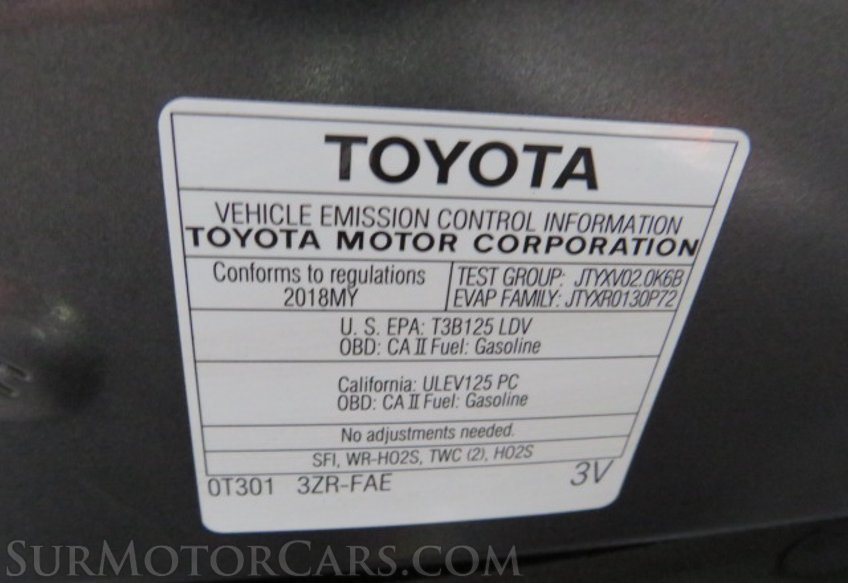 TOYOTA
VEHICLE EMISSION CONTROL INFORMATION
TOYOTA MOTOR CORPORATION
Conforms to regulations
2018MY
TEST GROUP: JTYXV02.0K6B
EVAP FAMILY: JTYXR0130P72
U. S. EPA: T3B125 LDV
OBD: CA II Fuel: Gasoline
California: ULEV125 PC
OBD: CA II Fuel: Gasoline
No adjustments needed.
SFI, WR-HO2S, TWC (2), HO2S
0T301 3ZR-FAE 3V
SURMOTORCARS.COM